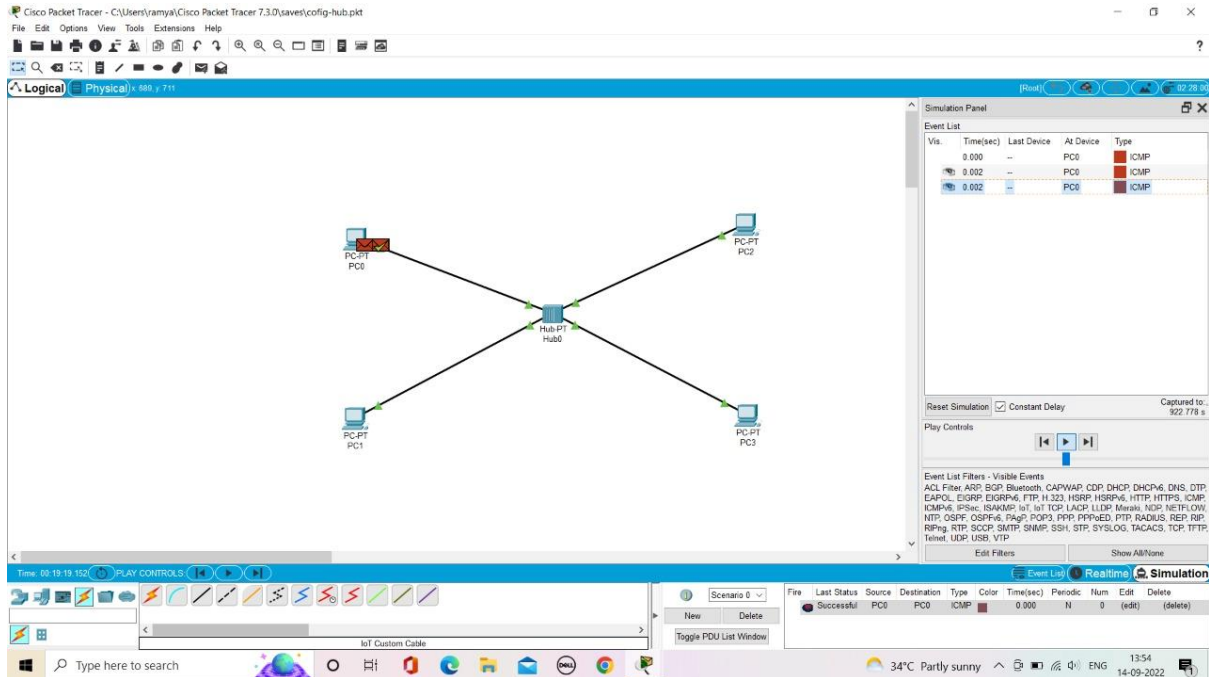 Cisco Packet Tracer - C:\Users\ramya\Cisco Packet Tracer 7.3.0\saves\cofig-hub.pkt
File Edit Options View Tools Extensions Help
?
Logical Physical x: 689, y: 711 [Root] 02:28:00
Simulation Panel
Event List
Vis. Time(sec) Last Device At Device Type
0.000 -- PC0 ICMP
0.002 -- PC0 ICMP
0.002 -- PC0 ICMP
PC-PT
PC0
PC-PT
PC2
Hub-PT
Hub0
PC-PT
PC1
PC-PT
PC3
Reset Simulation Constant Delay Captured to:
922.778 s
Play Controls
Event List Filters - Visible Events
ACL Filter, ARP, BGP, Bluetooth, CAPWAP, CDP, DHCP, DHCPv6, DNS, DTP,
EAPOL, EIGRP, EIGRPv6, FTP, H.323, HSRP, HSRPv6, HTTP, HTTPS, ICMP,
ICMPv6, IPSec, ISAKMP, IoT, IoT TCP, LACP, LLDP, Meraki, NDP, NETFLOW,
NTP, OSPF, OSPFv6, PAgP, POP3, PPP, PPPoED, PTP, RADIUS, REP, RIP,
RIPng, RTP, SCCP, SMTP, SNMP, SSH, STP, SYSLOG, TACACS, TCP, TFTP,
Telnet, UDP, USB, VTP
Edit Filters Show All/None
Time: 00:19:19.152 PLAY CONTROLS: Event List Realtime Simulation
Scenario 0
New Delete
Toggle PDU List Window
Fire Last Status Source Destination Type Color Time(sec) Periodic Num Edit Delete
Successful PC0 PC0 ICMP 0.000 N 0 (edit) (delete)
IoT Custom Cable
Type here to search
DELL
34°C Partly sunny ENG 13:54
14-09-2022
1